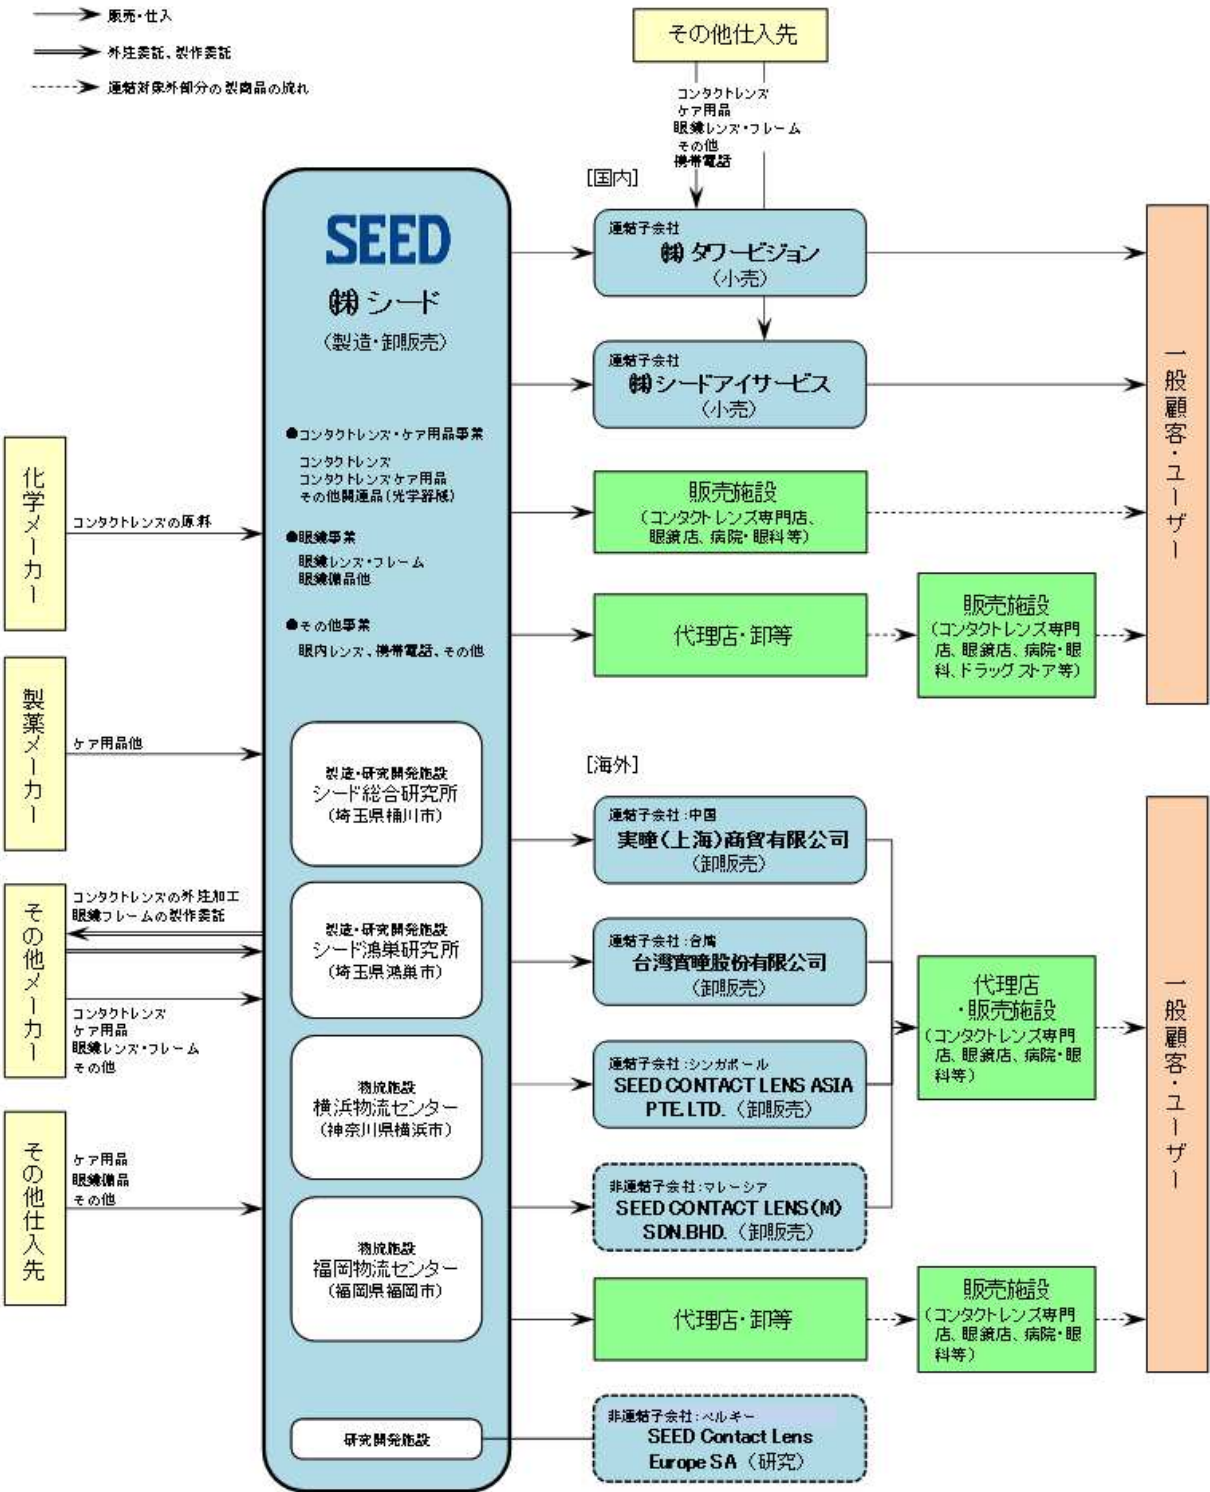 販売・仕入
外注委託、製作委託
連結対象外部分の製商品の流れ
その他仕入先
コンタクトレンズ
ケア用品
眼鏡レンズ・フレーム
その他
携帯電話
[国内]
SEED
㈱シード
（製造・卸販売）
●コンタクトレンズ・ケア用品事業
コンタクトレンズ
コンタクトレンズケア用品
その他関連品（光学器械）
●眼鏡事業
眼鏡レンズ・フレーム
眼鏡備品他
●その他事業
眼内レンズ、携帯電話、その他
製造・研究開発施設
シード総合研究所
（埼玉県桶川市）
製造・研究開発施設
シード鴻巣研究所
（埼玉県鴻巣市）
物流施設
横浜物流センター
（神奈川県横浜市）
物流施設
福岡物流センター
（福岡県福岡市）
研究開発施設
化学メーカー
コンタクトレンズの原料
製薬メーカー
ケア用品他
その他メーカー
コンタクトレンズの外注加工
眼鏡フレームの製作委託
コンタクトレンズ
ケア用品
眼鏡レンズ・フレーム
その他
その他仕入先
ケア用品
眼鏡備品
その他
連結子会社
㈱タワービジョン
（小売）
連結子会社
㈱シードアイサービス
（小売）
販売施設
（コンタクトレンズ専門店、
眼鏡店、病院・眼科等）
代理店・卸等
販売施設
（コンタクトレンズ専門
店、眼鏡店、病院・眼
科、ドラッグストア等）
一般顧客・ユーザー
[海外]
連結子会社：中国
実瞳（上海）商貿有限公司
（卸販売）
連結子会社：台湾
台湾實瞳股份有限公司
（卸販売）
連結子会社：シンガポール
SEED CONTACT LENS ASIA
PTE.LTD.（卸販売）
非連結子会社：マレーシア
SEED CONTACT LENS(M)
SDN.BHD.（卸販売）
代理店
・販売施設
（コンタクトレンズ専門
店、眼鏡店、病院・眼
科等）
代理店・卸等
販売施設
（コンタクトレンズ専門
店、眼鏡店、病院・眼
科等）
一般顧客・ユーザー
非連結子会社：ベルギー
SEED Contact Lens
Europe SA（研究）